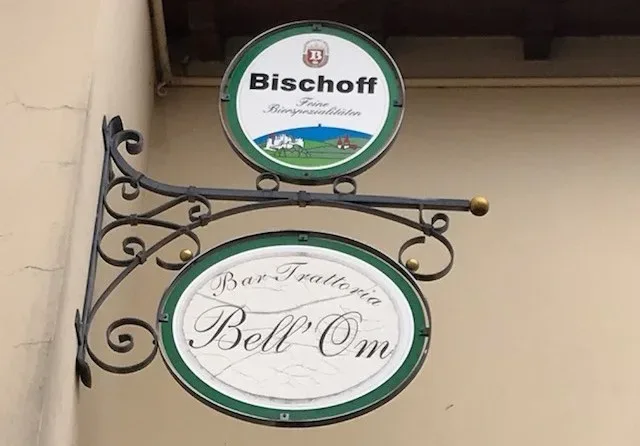 B
Bischoff
Feine
Bierspezialitäten
Bar Trattoria
Bell'Om